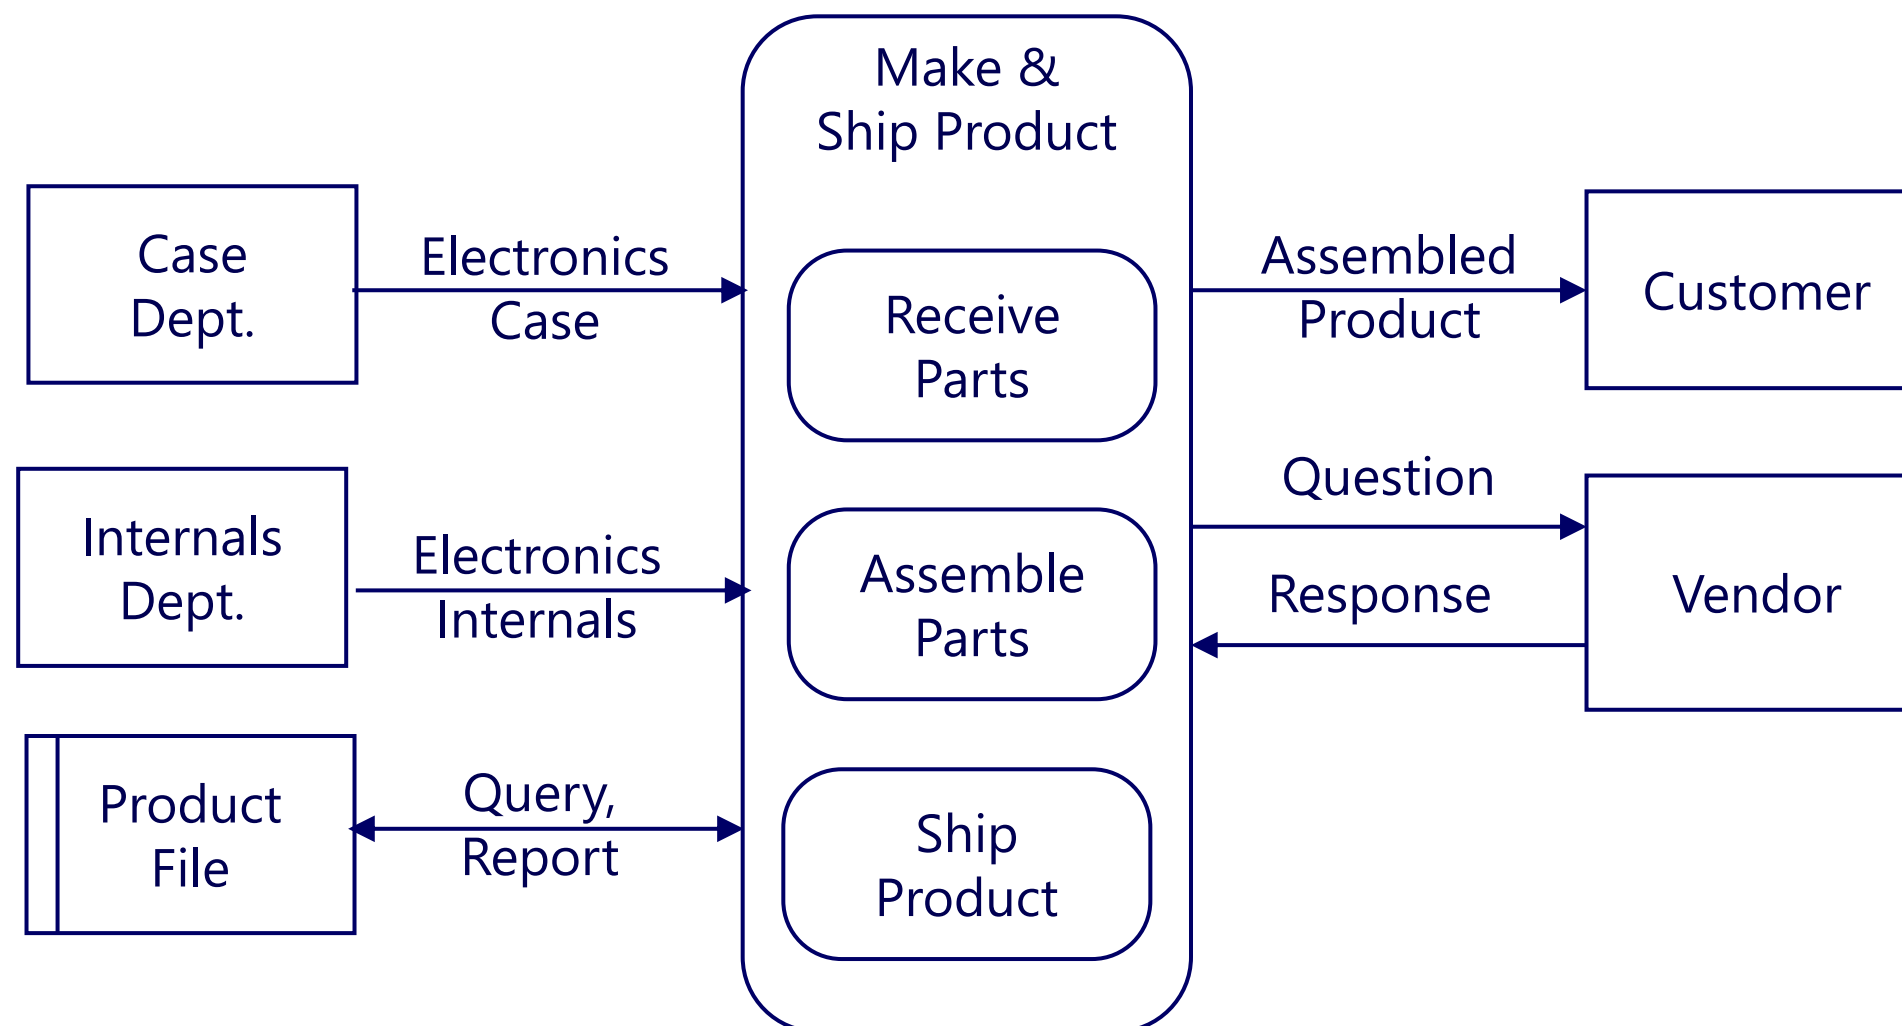 Make &
Ship Product
Case
Dept.
Electronics
Case
Receive
Parts
Assembled
Product
Customer
Internals
Dept.
Electronics
Internals
Assemble
Parts
Question
Response
Vendor
Product
File
Query,
Report
Ship
Product